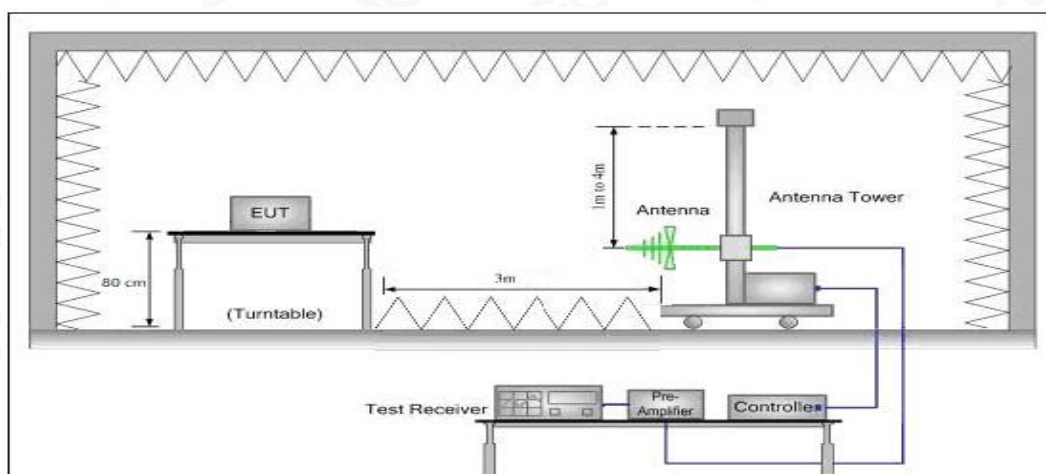 EUT
80 cm
(Turntable)
3m
1m to 4m
Antenna
Antenna Tower
Test Receiver
Pre-
Amplifier
Controlle